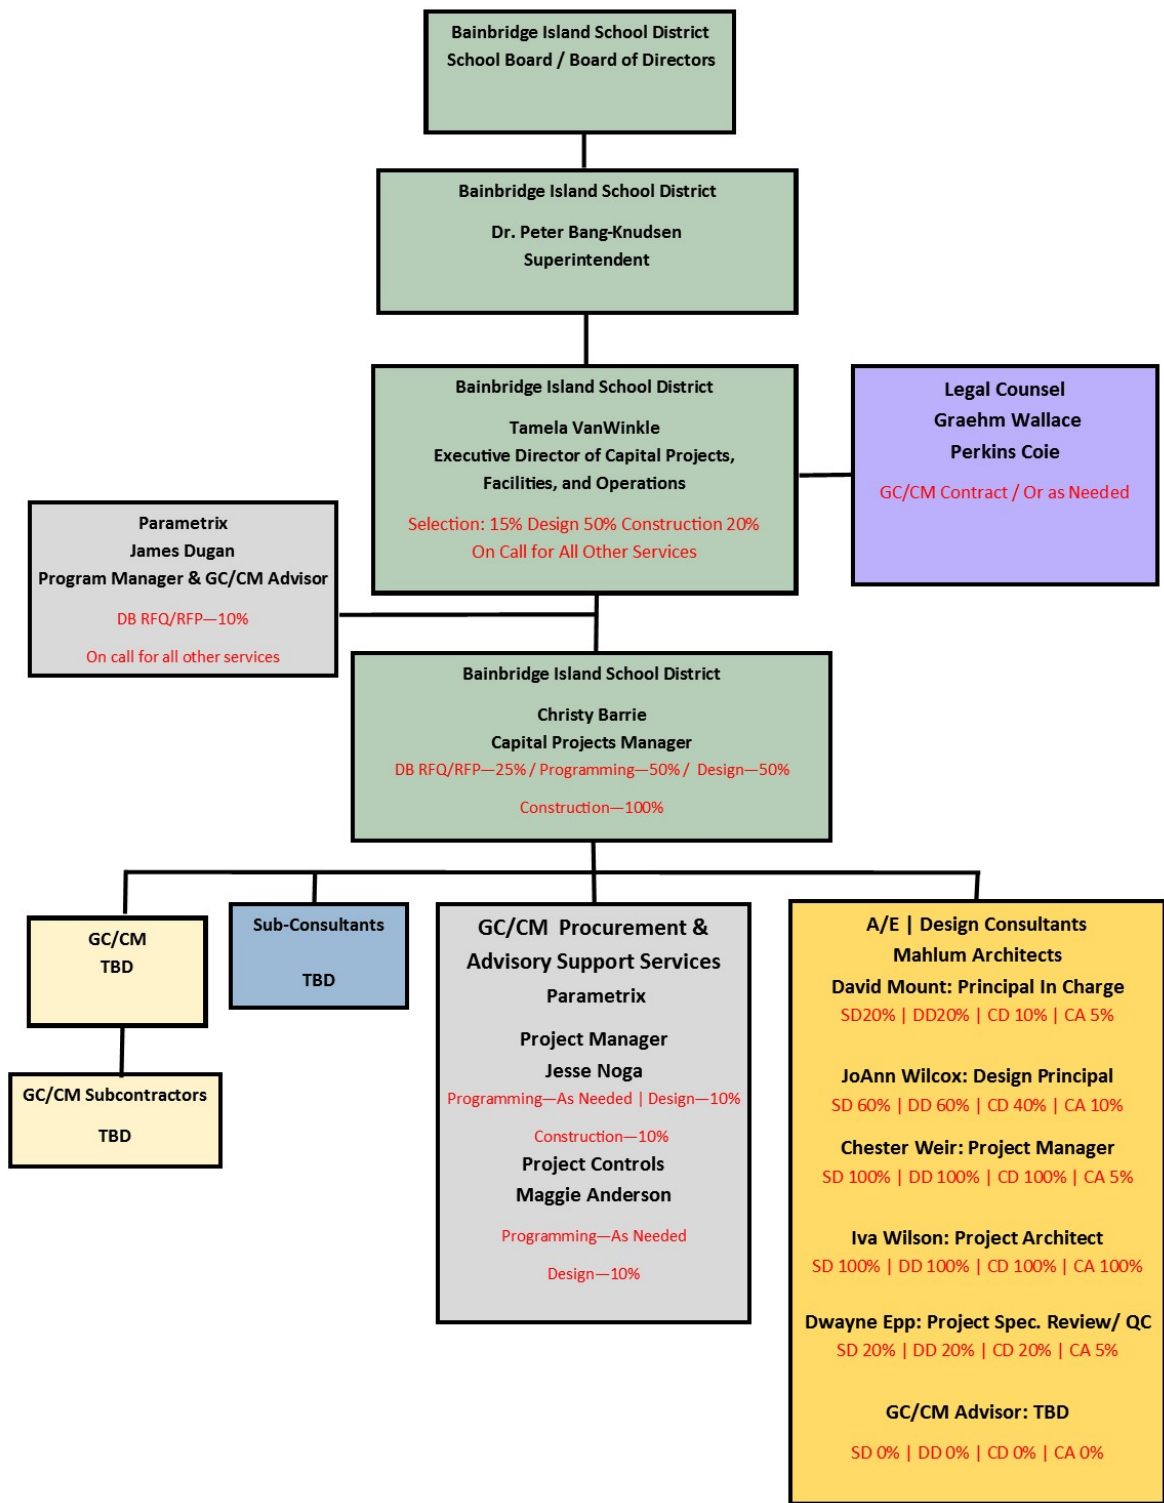 Bainbridge Island School District
School Board / Board of Directors
Bainbridge Island School District
Dr. Peter Bang-Knudsen
Superintendent
Bainbridge Island School District
Tamela VanWinkle
Executive Director of Capital Projects,
Facilities, and Operations
Selection: 15% Design 50% Construction 20%
On Call for All Other Services
Legal Counsel
Graehm Wallace
Perkins Coie
GC/CM Contract / Or as Needed
Parametrix
James Dugan
Program Manager & GC/CM Advisor
DB RFQ/RFP—10%
On call for all other services
Bainbridge Island School District
Christy Barrie
Capital Projects Manager
DB RFQ/RFP—25% / Programming—50% / Design—50%
Construction—100%
GC/CM
TBD
GC/CM Subcontractors
TBD
Sub-Consultants
TBD
GC/CM Procurement &
Advisory Support Services
Parametrix
Project Manager
Jesse Noga
Programming—As Needed | Design—10%
Construction—10%
Project Controls
Maggie Anderson
Programming—As Needed
Design—10%
A/E | Design Consultants
Mahlum Architects
David Mount: Principal In Charge
SD20% | DD20% | CD 10% | CA 5%
JoAnn Wilcox: Design Principal
SD 60% | DD 60% | CD 40% | CA 10%
Chester Weir: Project Manager
SD 100% | DD 100% | CD 100% | CA 5%
Iva Wilson: Project Architect
SD 100% | DD 100% | CD 100% | CA 100%
Dwayne Epp: Project Spec. Review/ QC
SD 20% | DD 20% | CD 20% | CA 5%
GC/CM Advisor: TBD
SD 0% | DD 0% | CD 0% | CA 0%